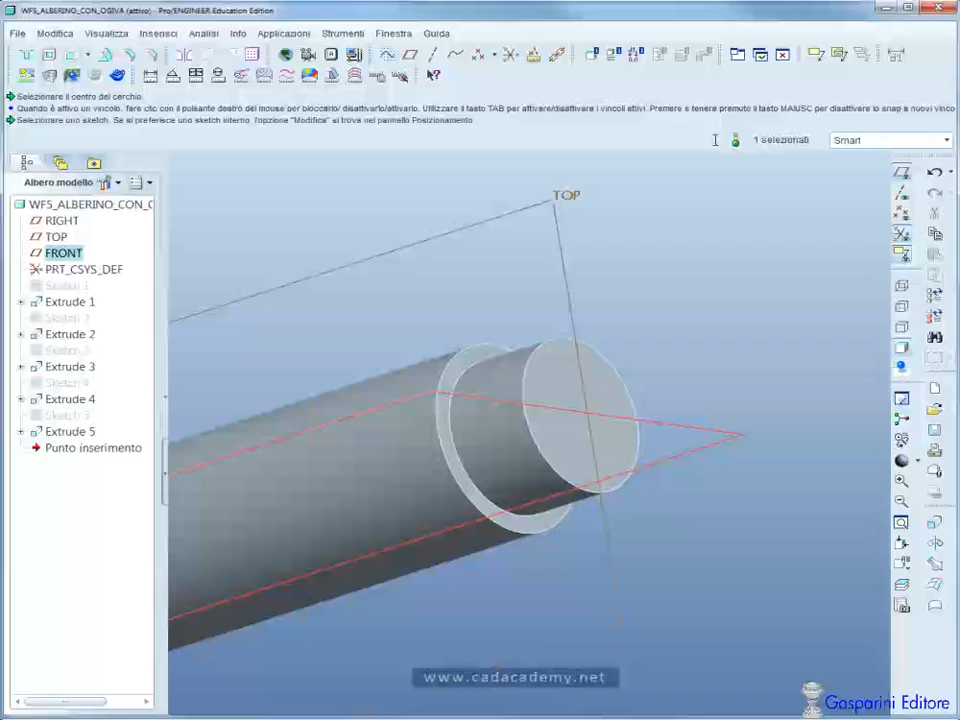 WF5_ALBERINO_CON_OGIVA (attivo) - Pro/ENGINEER Education Edition
File Modifica Visualizza Inserisci Analisi Info Applicazioni Strumenti Finestra Guida
Selezionare il centro del cerchio.
Quando è attivo un vincolo, fare clic con il pulsante destro del mouse per bloccarlo/ disattivarlo/attivarlo. Utilizzare il tasto TAB per attivare/disattivare i vincoli attivi. Premere e tenere premuto il tasto MAIUSC per disattivare lo snap a nuovi vinco
Selezionare uno sketch. Se si preferisce uno sketch interno, l'opzione "Modifica" si trova nel pannello Posizionamento
1 selezionati
Smart
Albero modello
WF5_ALBERINO_CON_O
RIGHT
TOP
FRONT
PRT_CSYS_DEF
Sketch 1
Extrude 1
Sketch 2
Extrude 2
Sketch 3
Extrude 3
Sketch 4
Extrude 4
Sketch 5
Extrude 5
Punto inserimento
TOP
www.cadacademy.net
Gasparini Editore